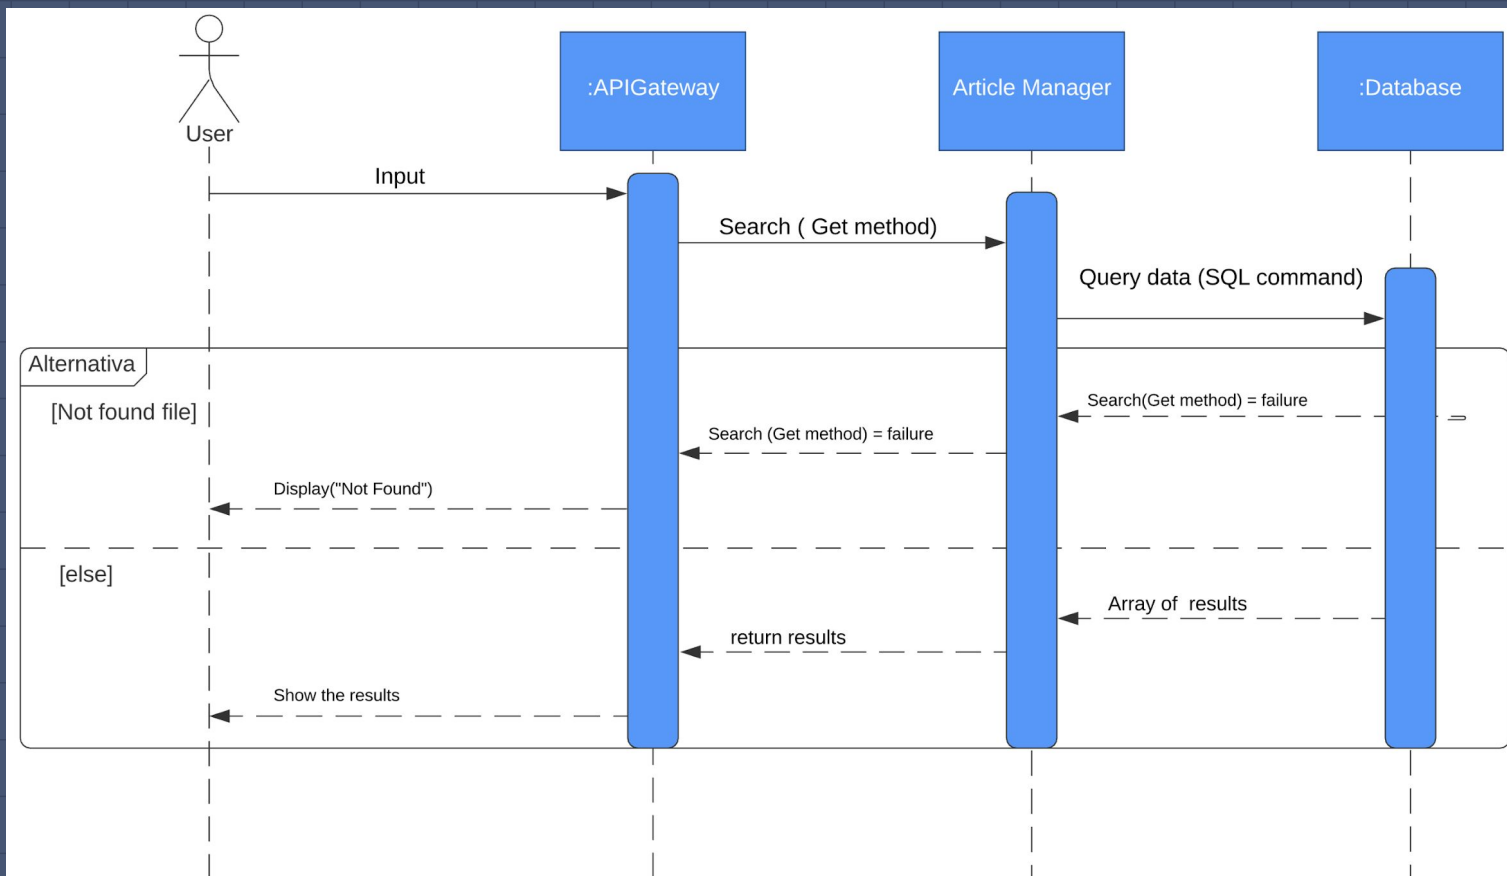 User
:APIGateway
Article Manager
:Database
Input
Search ( Get method)
Query data (SQL command)
Alternativa
[Not found file]
Search(Get method) = failure
Search (Get method) = failure
Display("Not Found")
[else]
Array of  results
return results
Show the results